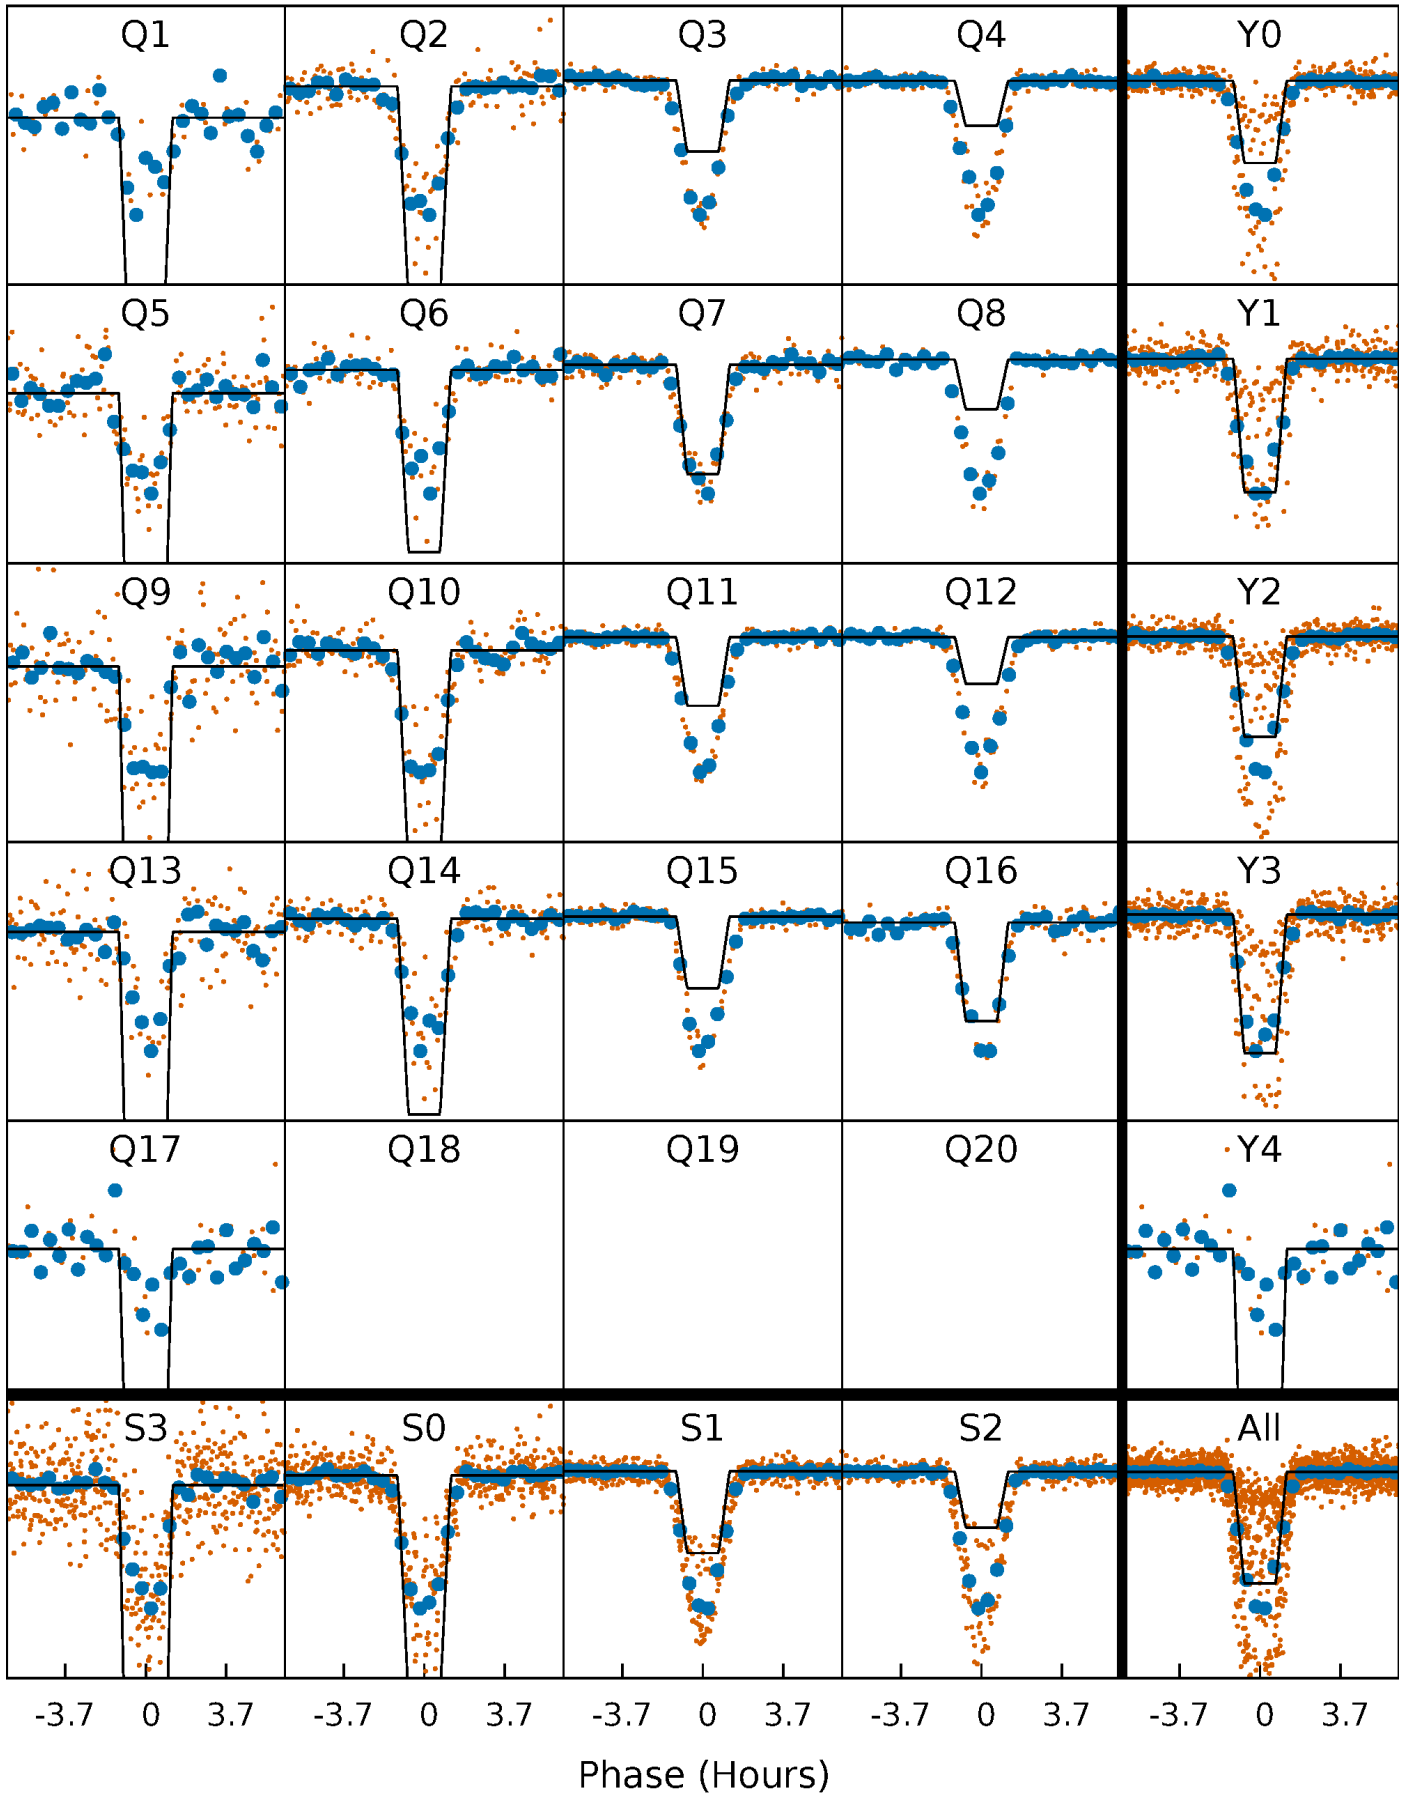 Q1 Q2 Q3 Q4 Y0
Q5 Q6 Q7 Q8 Y1
Q9 Q10 Q11 Q12 Y2
Q13 Q14 Q15 Q16 Y3
Q17 Q18 Q19 Q20 Y4
S3 S0 S1 S2 All
-3.7 0 3.7 -3.7 0 3.7 -3.7 0 3.7 -3.7 0 3.7 -3.7 0 3.7
Phase (Hours)